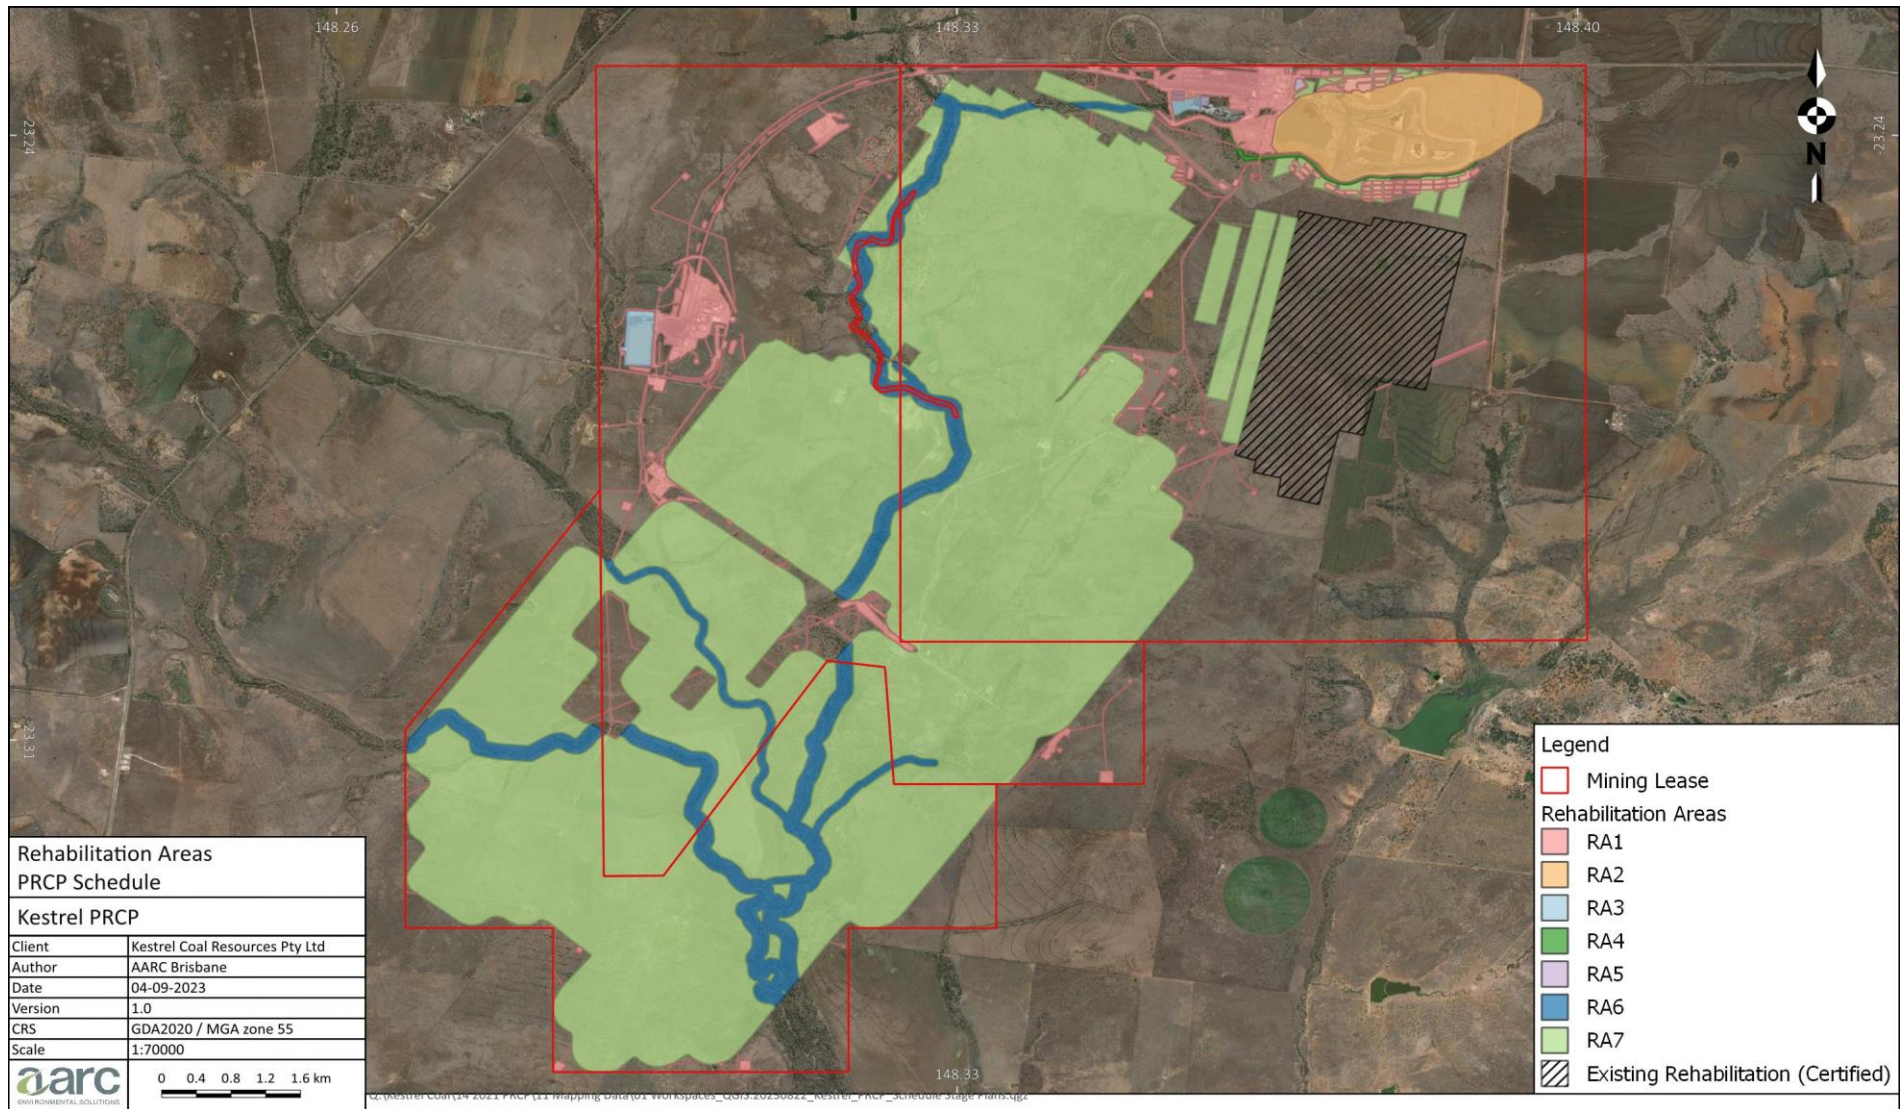 148.26
148.33
148.40
-23.24
-23.24
N
-23.31
148.33
Rehabilitation Areas
PRCP Schedule
Kestrel PRCP
Client Kestrel Coal Resources Pty Ltd
Author AARC Brisbane
Date 04-09-2023
Version 1.0
CRS GDA2020 / MGA zone 55
Scale 1:70000
aarc
ENVIRONMENTAL SOLUTIONS
0 0.4 0.8 1.2 1.6 km
Legend
Mining Lease
Rehabilitation Areas
RA1
RA2
RA3
RA4
RA5
RA6
RA7
Existing Rehabilitation (Certified)